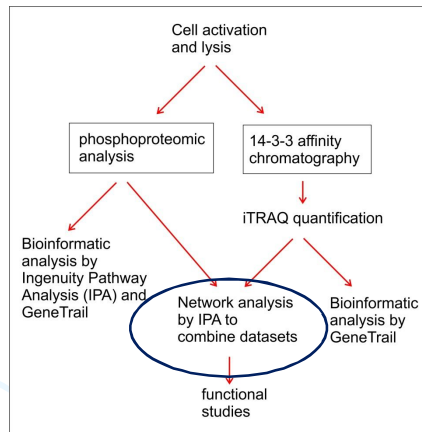 Cell activation
and lysis
phosphoproteomic
analysis
14-3-3 affinity
chromatography
iTRAQ quantification
Bioinformatic
analysis by
Ingenuity Pathway
Analysis (IPA) and
GeneTrail
Network analysis
by IPA to
combine datasets
Bioinformatic
analysis by
GeneTrail
functional
studies